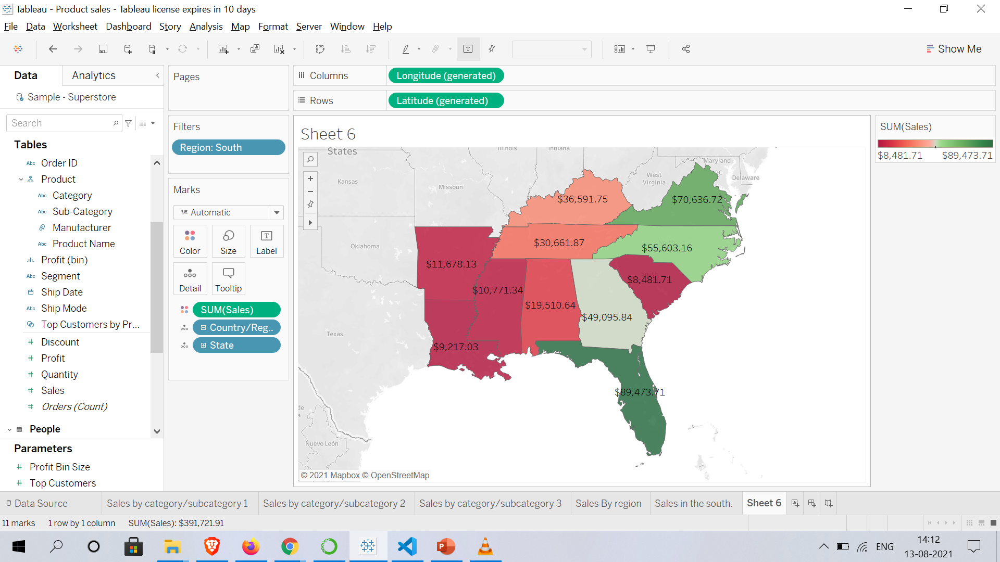 Tableau - Product sales - Tableau license expires in 10 days
File Data Worksheet Dashboard Story Analysis Map Format Server Window Help
Show Me
Data Analytics
Sample - Superstore
Search
Tables
Abc Order ID
Product
Abc Category
Abc Sub-Category
Manufacturer
Abc Product Name
Profit (bin)
Abc Segment
Ship Date
Abc Ship Mode
Top Customers by Pr...
# Discount
# Profit
# Quantity
# Sales
# Orders (Count)
People
Parameters
# Profit Bin Size
# Top Customers
Pages
Filters
Region: South
Marks
Automatic
Color Size Label
Detail Tooltip
SUM(Sales)
Country/Reg..
State
Columns Longitude (generated)
Rows Latitude (generated)
Sheet 6
States
Illinois
Indiana
Maryland
DC
Delaware
West
Virginia
Kansas
Missouri
$36,591.75
$70,636.72
Oklahoma
$30,661.87
$55,603.16
$11,678.13
South
$8,481.71
$10,771.34
$19,510.64
$49,095.84
Texas
$9,217.03
$89,473.71
de
a
Nuevo León
© 2021 Mapbox © OpenStreetMap
SUM(Sales)
$8,481.71 $89,473.71
Data Source Sales by category/subcategory 1 Sales by category/subcategory 2 Sales by category/subcategory 3 Sales By region Sales in the south. Sheet 6
11 marks 1 row by 1 column SUM(Sales): $391,721.91
ENG
14:12
13-08-2021